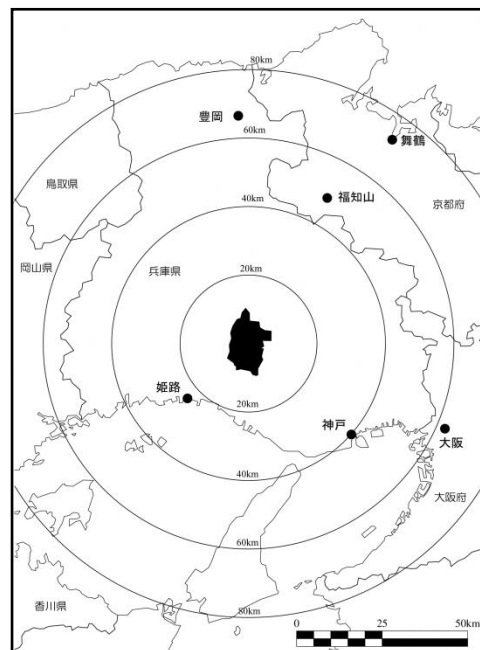 80km
豊岡
60km
舞鶴
鳥取県
福知山
40km
京都府
岡山県
兵庫県
20km
姫路
20km
神戸
大阪
40km
大阪府
60km
香川県
80km
0 25 50km